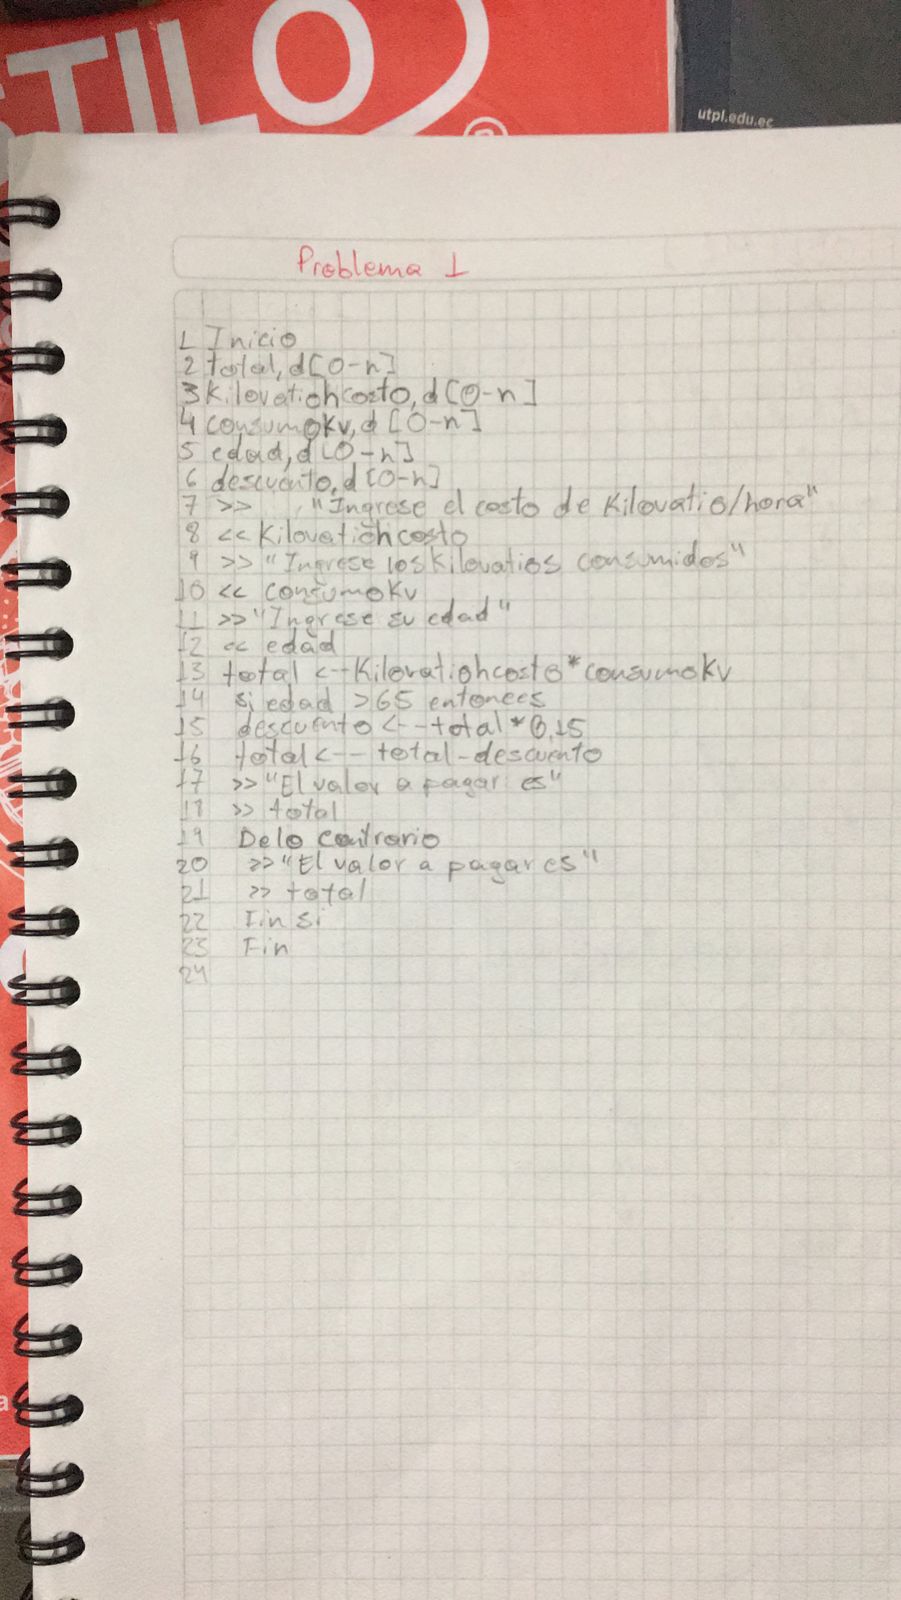 STILO
®
utpl.edu.ec
Problema 1
1 Inicio
2 total, d[0-n]
3 Kilovatiohcosto, d[0-n]
4 consumoKv, d [0-n]
5 edad, d[0-n]
6 descuento, d[0-n]
7 >> "Ingrese el costo de Kilovatio/hora"
8 << Kilovatiohcosto
9 >> "Ingrese los Kilovatios consumidos"
10 << consumoKv
11 >> "Ingrese su edad"
12 << edad
13 total <-- Kilovatiohcosto * consumoKv
14 si edad >65 entonces
15 descuento <-- total * 0,15
16 total <-- total - descuento
17 >> "El valor a pagar es"
18 >> total
19 De lo contrario
20 >> "El valor a pagar es"
21 >> total
22 Fin si
23 Fin
24